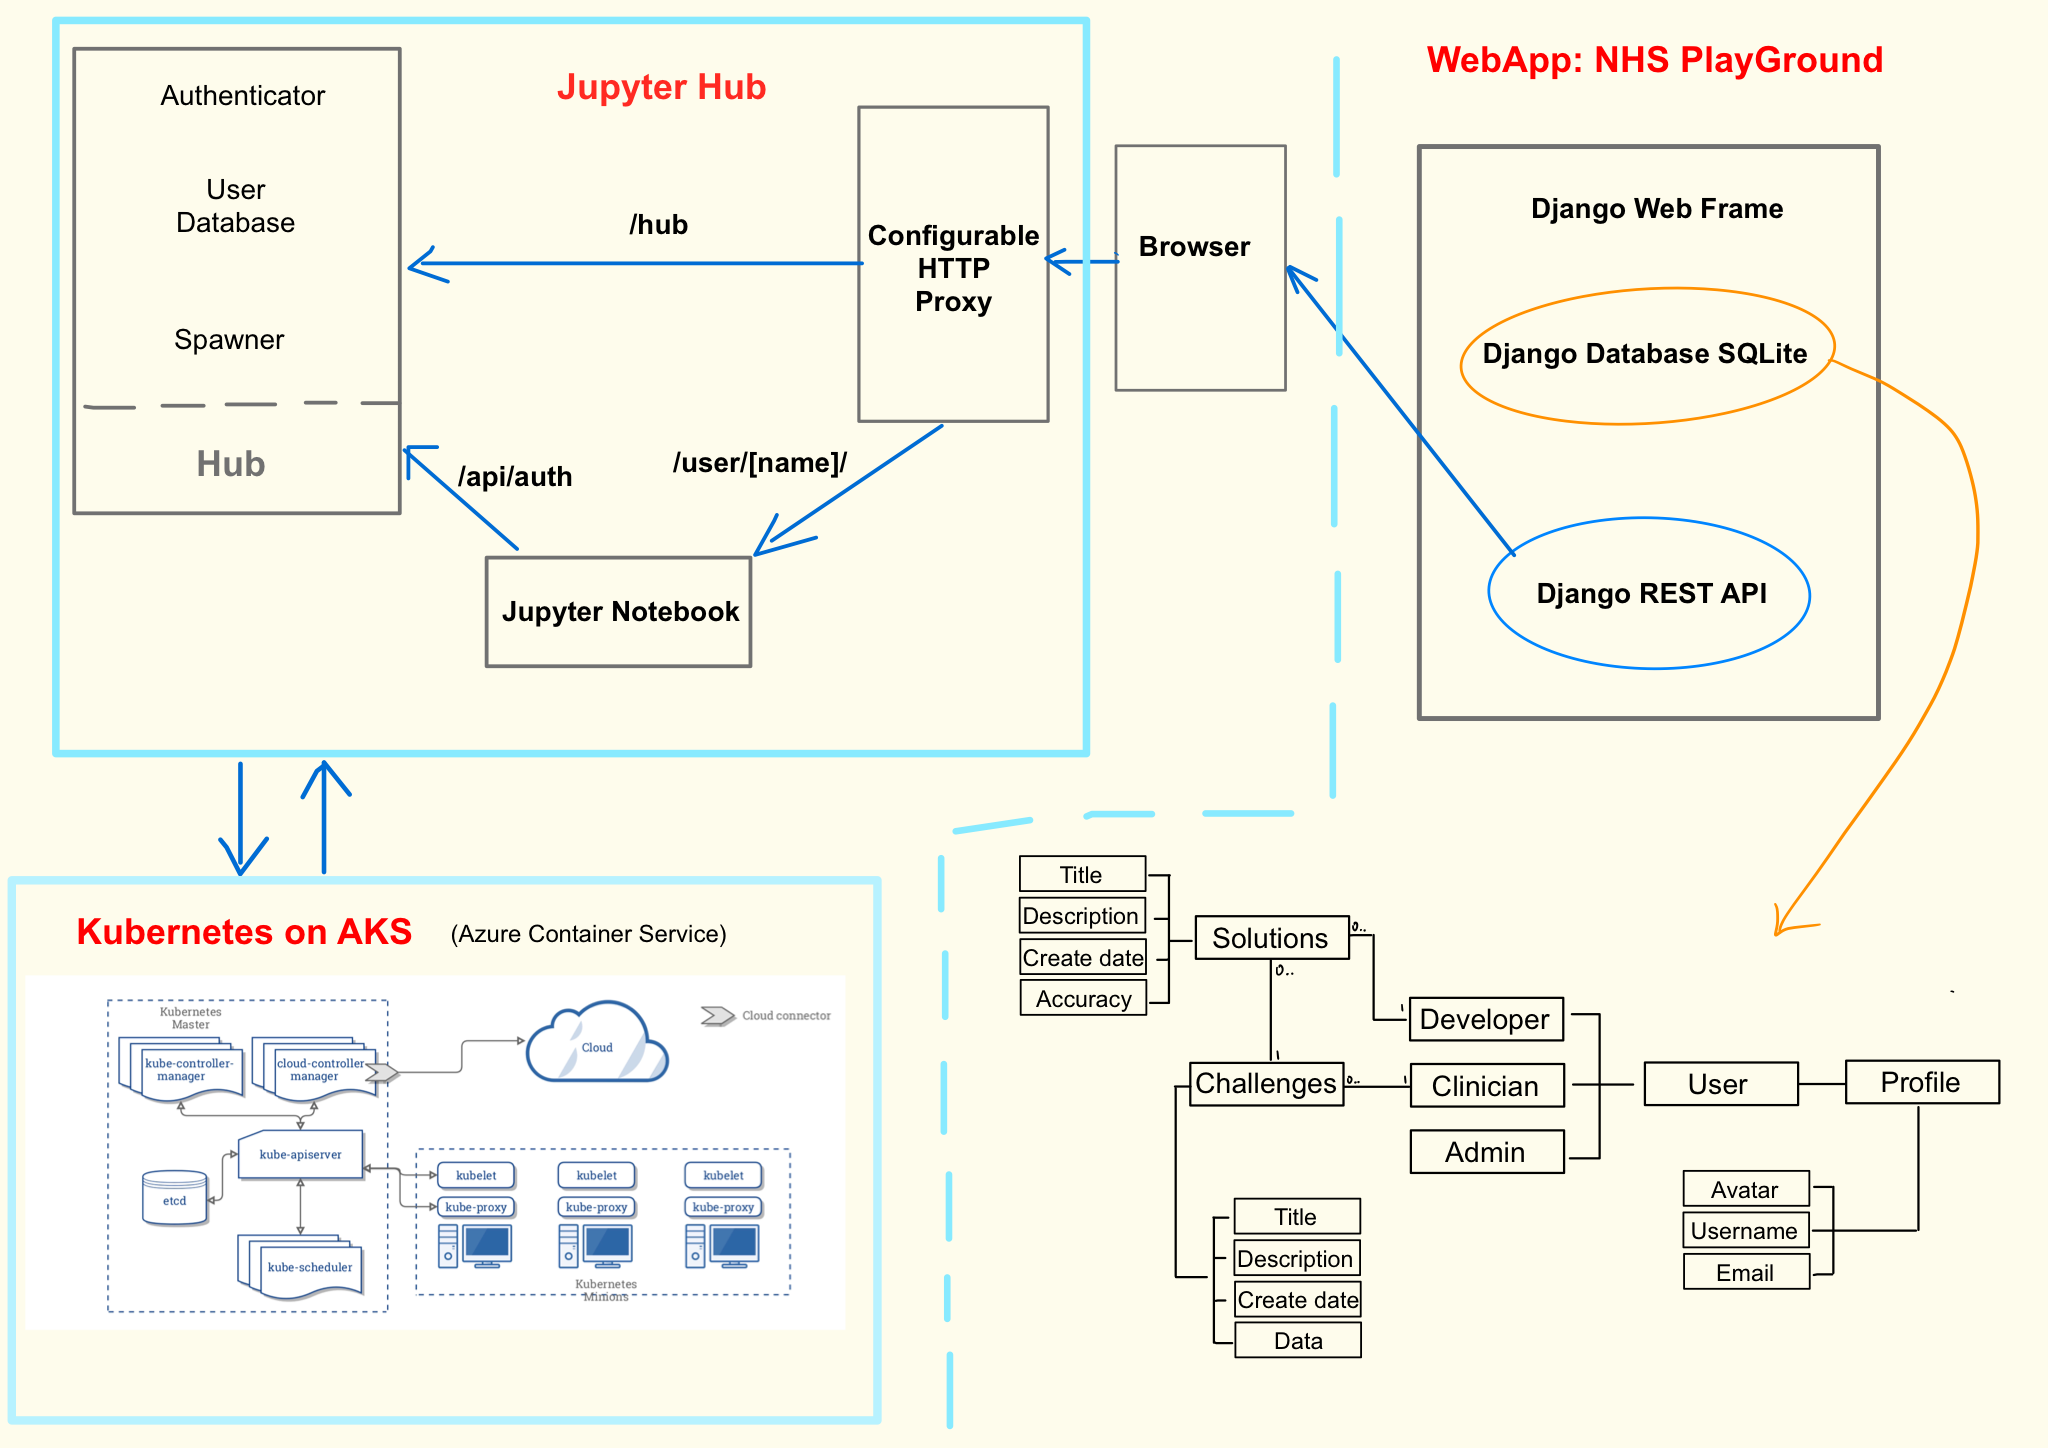 Jupyter Hub
Authenticator
User
Database
Spawner
Hub
/hub
/api/auth
/user/[name]/
Configurable
HTTP
Proxy
Jupyter Notebook
Browser
WebApp: NHS PlayGround
Django Web Frame
Django Database SQLite
Django REST API
Kubernetes on AKS
(Azure Container Service)
Kubernetes
Master
kube-controller-
manager
cloud-controller
manager
Cloud
Cloud connector
kube-apiserver
etcd
kube-scheduler
kubelet
kubelet
kubelet
kube-proxy
kube-proxy
kube-proxy
Kubernetes
Minions
Title
Description
Create date
Accuracy
Solutions
0..
0..
1
Developer
1
Challenges
0..
1
Clinician
Admin
User
Profile
Avatar
Username
Email
Title
Description
Create date
Data